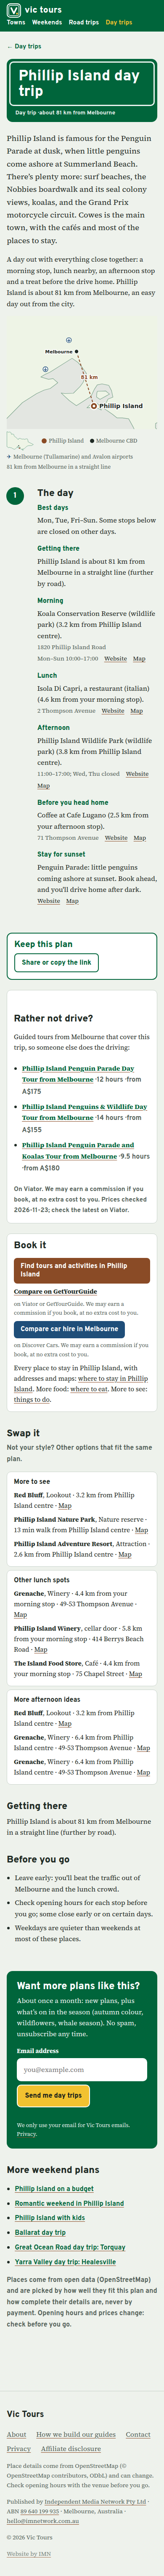 V vic tours
Towns Weekends Road trips Day trips
← Day trips
Phillip Island day
trip
Day trip · about 81 km from Melbourne
Phillip Island is famous for the Penguin
Parade at dusk, when little penguins
come ashore at Summerland Beach.
There's plenty more: surf beaches, the
Nobbies boardwalk and its seal colony
views, koalas, and the Grand Prix
motorcycle circuit. Cowes is the main
town, with the cafés and most of the
places to stay.
A day out with everything close together: a
morning stop, lunch nearby, an afternoon stop
and a treat before the drive home. Phillip
Island is about 81 km from Melbourne, an easy
day out from the city.
Melbourne
81 km
Phillip Island
Phillip Island Melbourne CBD
✈ Melbourne (Tullamarine) and Avalon airports
81 km from Melbourne in a straight line
1
The day
Best days
Mon, Tue, Fri–Sun. Some stops below
are closed on other days.
Getting there
Phillip Island is about 81 km from
Melbourne in a straight line (further
by road).
Morning
Koala Conservation Reserve (wildlife
park) (3.2 km from Phillip Island
centre).
1820 Phillip Island Road
Mon–Sun 10:00–17:00 Website Map
Lunch
Isola Di Capri, a restaurant (italian)
(4.6 km from your morning stop).
2 Thompson Avenue Website Map
Afternoon
Phillip Island Wildlife Park (wildlife
park) (3.8 km from Phillip Island
centre).
11:00–17:00; Wed, Thu closed Website
Map
Before you head home
Coffee at Cafe Lugano (2.5 km from
your afternoon stop).
71 Thompson Avenue Website Map
Stay for sunset
Penguin Parade: little penguins
coming ashore at sunset. Book ahead,
and you'll drive home after dark.
Website Map
Keep this plan
Share or copy the link
Rather not drive?
Guided tours from Melbourne that cover this
trip, so someone else does the driving:
Phillip Island Penguin Parade Day
Tour from Melbourne ·12 hours ·from
A$175
Phillip Island Penguins & Wildlife Day
Tour from Melbourne ·14 hours ·from
A$155
Phillip Island Penguin Parade and
Koalas Tour from Melbourne ·9.5 hours
·from A$180
On Viator. We may earn a commission if you
book, at no extra cost to you. Prices checked
2026-11-23; check the latest on Viator.
Book it
Find tours and activities in Phillip
Island
Compare on GetYourGuide
on Viator or GetYourGuide. We may earn a
commission if you book, at no extra cost to you.
Compare car hire in Melbourne
on Discover Cars. We may earn a commission if you
book, at no extra cost to you.
Every place to stay in Phillip Island, with
addresses and maps: where to stay in Phillip
Island. More food: where to eat. More to see:
things to do.
Swap it
Not your style? Other options that fit the same
plan.
More to see
Red Bluff, Lookout · 3.2 km from Phillip
Island centre · Map
Phillip Island Nature Park, Nature reserve ·
13 min walk from Phillip Island centre · Map
Phillip Island Adventure Resort, Attraction ·
2.6 km from Phillip Island centre · Map
Other lunch spots
Grenache, Winery · 4.4 km from your
morning stop · 49-53 Thompson Avenue ·
Map
Phillip Island Winery, cellar door · 5.8 km
from your morning stop · 414 Berrys Beach
Road · Map
The Island Food Store, Café · 4.4 km from
your morning stop · 75 Chapel Street · Map
More afternoon ideas
Red Bluff, Lookout · 3.2 km from Phillip
Island centre · Map
Grenache, Winery · 6.4 km from Phillip
Island centre · 49-53 Thompson Avenue · Map
Grenache, Winery · 6.4 km from Phillip
Island centre · 49-53 Thompson Avenue · Map
Getting there
Phillip Island is about 81 km from Melbourne
in a straight line (further by road).
Before you go
Leave early: you'll beat the traffic out of
Melbourne and the lunch crowd.
Check opening hours for each stop before
you go; some close early or on certain days.
Weekdays are quieter than weekends at
most of these places.
Want more plans like this?
About once a month: new plans, plus
what's on in the season (autumn colour,
wildflowers, whale season). No spam,
unsubscribe any time.
Email address
you@example.com
Send me day trips
We only use your email for Vic Tours emails.
Privacy.
More weekend plans
Phillip Island on a budget
Romantic weekend in Phillip Island
Phillip Island with kids
Ballarat day trip
Great Ocean Road day trip: Torquay
Yarra Valley day trip: Healesville
Places come from open data (OpenStreetMap)
and are picked by how well they fit this plan and
how complete their details are, never by
payment. Opening hours and prices change:
check before you go.
Vic Tours
About How we build our guides Contact
Privacy Affiliate disclosure
Place details come from OpenStreetMap (©
OpenStreetMap contributors, ODbL) and can change.
Check opening hours with the venue before you go.
Published by Independent Media Network Pty Ltd ·
ABN 89 640 199 935 · Melbourne, Australia ·
hello@imnetwork.com.au
© 2026 Vic Tours
Website by IMN